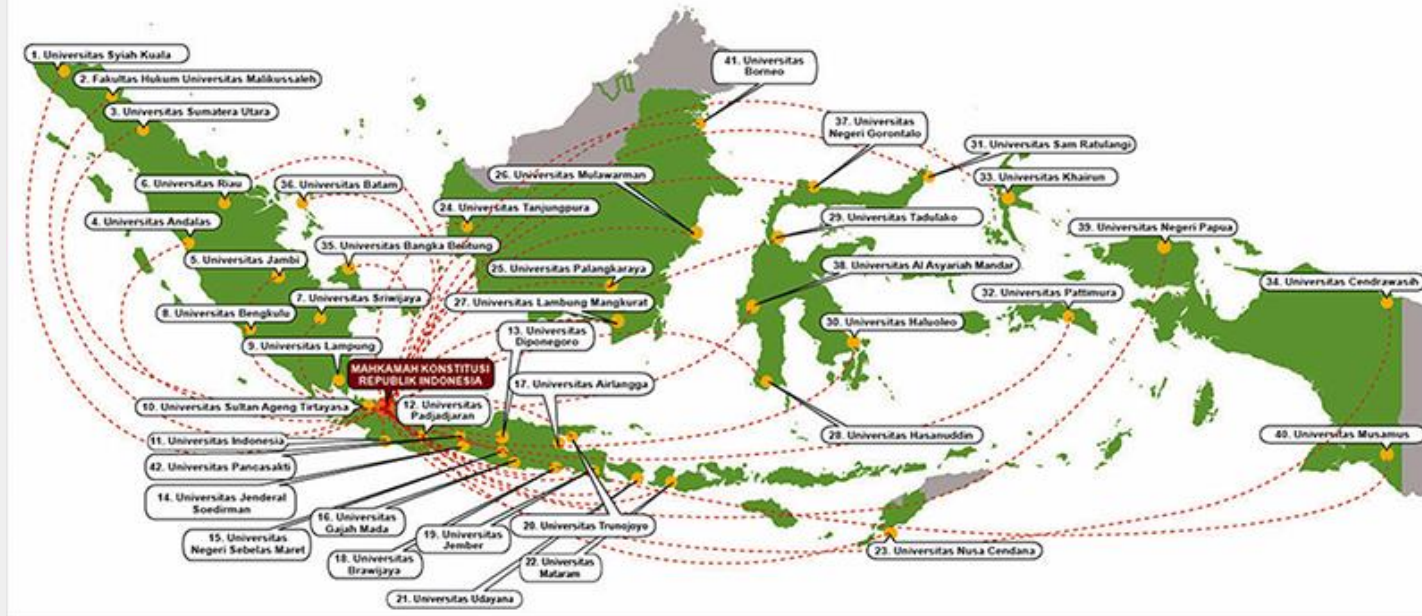 1. Universitas Syiah Kuala
2. Fakultas Hukum Universitas Malikussaleh
3. Universitas Sumatera Utara
41. Universitas
Borneo
37. Universitas
Negeri Gorontalo
31. Universitas Sam Ratulangi
6. Universitas Riau
36. Universitas Batam
26. Universitas Mulawarman
33. Universitas Khairun
4. Universitas Andalas
24. Universitas Tanjungpura
29. Universitas Tadulako
39. Universitas Negeri Papua
35. Universitas Bangka Belitung
5. Universitas Jambi
25. Universitas Palangkaraya
38. Universitas Al Asyariah Mandar
34. Universitas Cendrawasih
7. Universitas Sriwijaya
27. Universitas Lambung Mangkurat
32. Universitas Pattimura
8. Universitas Bengkulu
30. Universitas Haluoleo
13. Universitas
Diponegoro
9. Universitas Lampung
MAHKAMAH KONSTITUSI
REPUBLIK INDONESIA
17. Universitas Airlangga
10. Universitas Sultan Ageng Tirtayasa
12. Universitas
Padjadjaran
28. Universitas Hasanuddin
40. Universitas Musamus
11. Universitas Indonesia
42. Universitas Pancasakti
14. Universitas Jenderal
Soedirman
16. Universitas
Gajah Mada
20. Universitas Trunojoyo
15. Universitas
Negeri Sebelas Maret
19. Universitas
Jember
23. Universitas Nusa Cendana
18. Universitas
Brawijaya
22. Universitas
Mataram
21. Universitas Udayana